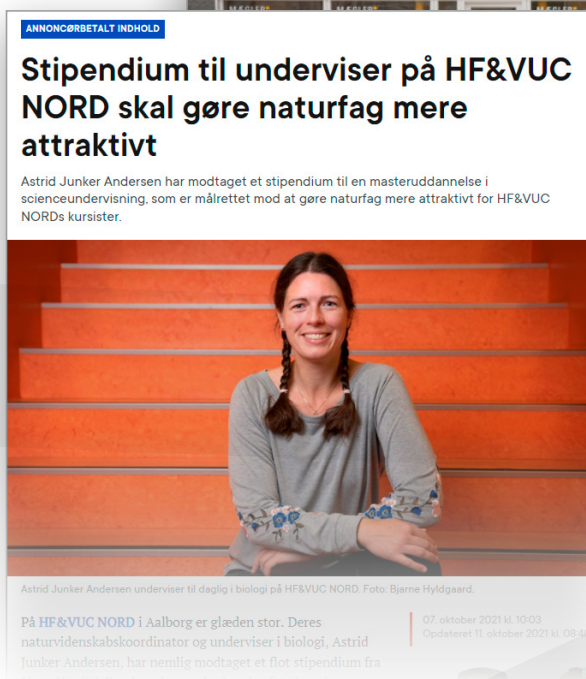 ANNONCØRBETALT INDHOLD
Stipendium til underviser på HF&VUC
NORD skal gøre naturfag mere
attraktivt
Astrid Junker Andersen har modtaget et stipendium til en masteruddannelse i
scienceundervisning, som er målrettet mod at gøre naturfag mere attraktivt for HF&VUC
NORDs kursister.
Astrid Junker Andersen underviser til daglig i biologi på HF&VUC NORD. Foto: Bjarne Hyldgaard.
På HF&VUC NORD i Aalborg er glæden stor. Deres
naturvidenskabskoordinator og underviser i biologi, Astrid
Junker Andersen, har nemlig modtaget et flot stipendium fra
07. oktober 2021 kl. 10:03
Opdateret 11. oktober 2021 kl.